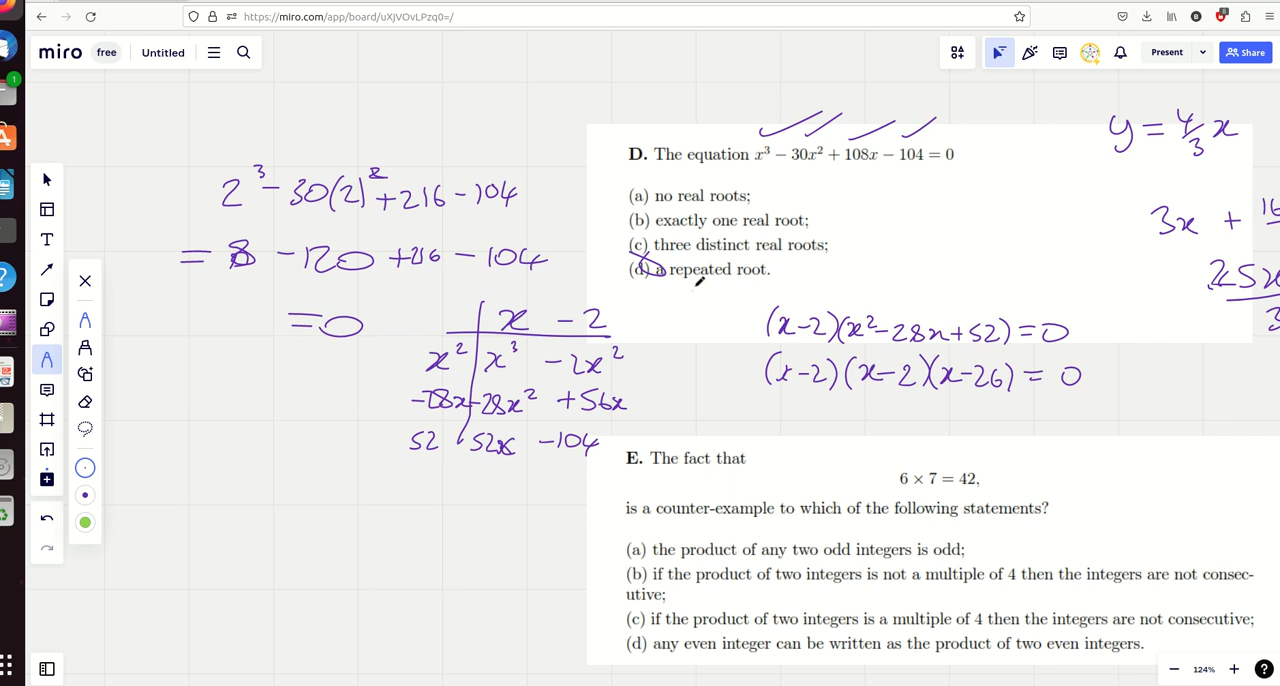 https://miro.com/app/board/uXJVOvLPzq0=/
miro free Untitled
Present
Share
1
8
B
T
y = 4/3 x
3x + 16
25x
3
2³ - 30(2)² + 216 - 104
= 8 - 120 + 216 - 104
= 0
x - 2
x² x³ - 2x²
-28x -28x² + 56x
52 52x - 104
D. The equation x³ − 30x² + 108x − 104 = 0
(a) no real roots;
(b) exactly one real root;
(c) three distinct real roots;
(d) a repeated root.
(x-2)(x²-28x+52) = 0
(x-2)(x-2)(x-26) = 0
E. The fact that
6 × 7 = 42,
is a counter-example to which of the following statements?
(a) the product of any two odd integers is odd;
(b) if the product of two integers is not a multiple of 4 then the integers are not consec-
utive;
(c) if the product of two integers is a multiple of 4 then the integers are not consecutive;
(d) any even integer can be written as the product of two even integers.
− 124% + ?